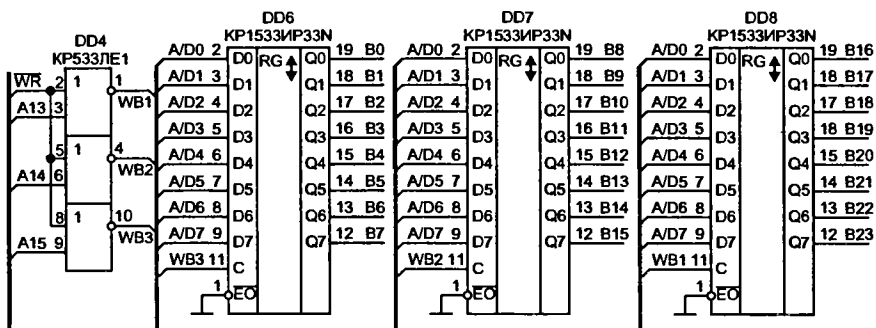 DD4
КР533ЛЕ1
WR 2 1 1 WB1
A13 3
5 1 4 WB2
A14 6
8 1 10 WB3
A15 9
DD6
КР1533ИР33N
A/D0 2 D0 RG Q0 19 B0
A/D1 3 D1 Q1 18 B1
A/D2 4 D2 Q2 17 B2
A/D3 5 D3 Q3 16 B3
A/D4 6 D4 Q4 15 B4
A/D5 7 D5 Q5 14 B5
A/D6 8 D6 Q6 13 B6
A/D7 9 D7 Q7 12 B7
WB3 11 C
1 EO
DD7
КР1533ИР33N
A/D0 2 D0 RG Q0 19 B8
A/D1 3 D1 Q1 18 B9
A/D2 4 D2 Q2 17 B10
A/D3 5 D3 Q3 16 B11
A/D4 6 D4 Q4 15 B12
A/D5 7 D5 Q5 14 B13
A/D6 8 D6 Q6 13 B14
A/D7 9 D7 Q7 12 B15
WB2 11 C
1 EO
DD8
КР1533ИР33N
A/D0 2 D0 RG Q0 19 B16
A/D1 3 D1 Q1 18 B17
A/D2 4 D2 Q2 17 B18
A/D3 5 D3 Q3 18 B19
A/D4 6 D4 Q4 15 B20
A/D5 7 D5 Q5 14 B21
A/D6 8 D6 Q6 13 B22
A/D7 9 D7 Q7 12 B23
WB1 11 C
1 EO